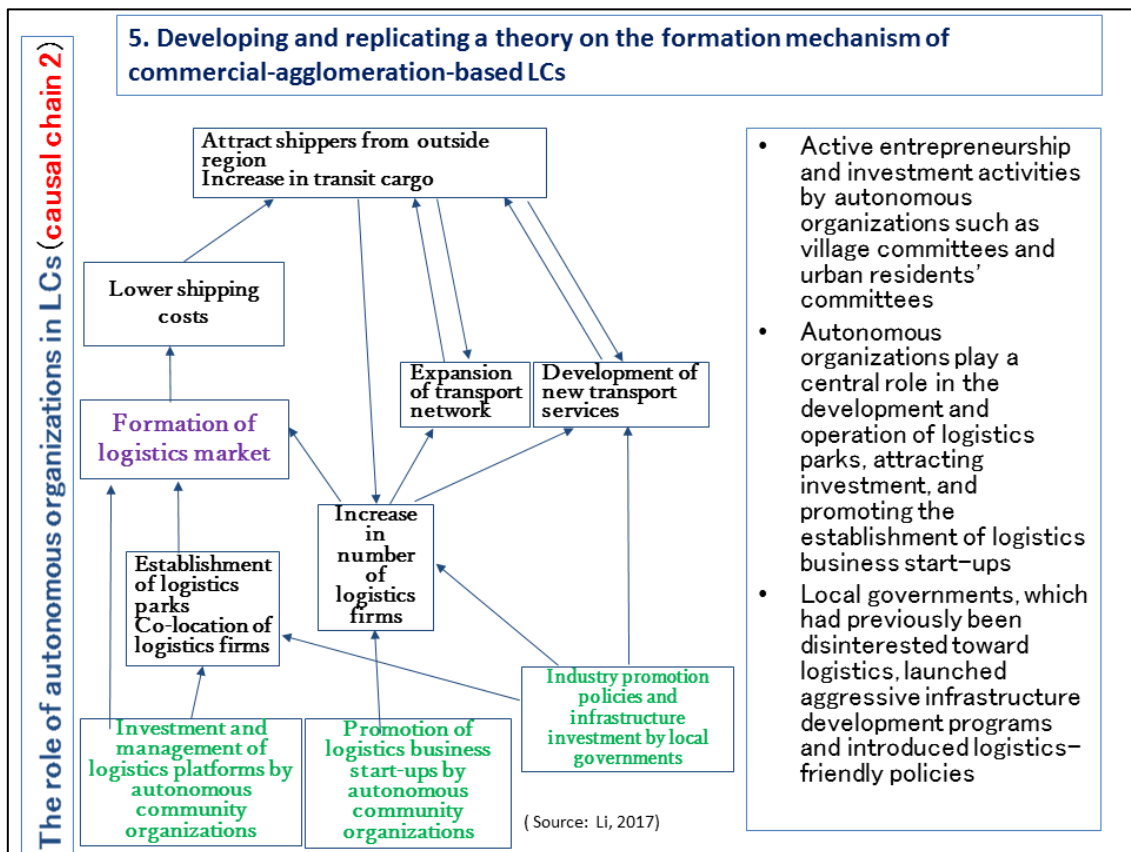 5. Developing and replicating a theory on the formation mechanism of
commercial-agglomeration-based LCs
The role of autonomous organizations in LCs (causal chain 2)
Attract shippers from outside
region
Increase in transit cargo
Lower shipping
costs
Expansion
of transport
network
Development of
new transport
services
Formation of
logistics market
Increase
in
number
of
logistics
firms
Establishment
of logistics
parks
Co-location of
logistics firms
Industry promotion
policies and
infrastructure
investment by local
governments
Investment and
management of
logistics platforms by
autonomous
community
organizations
Promotion of
logistics business
start-ups by
autonomous
community
organizations
( Source: Li, 2017)
• Active entrepreneurship
and investment activities
by autonomous
organizations such as
village committees and
urban residents’
committees
• Autonomous
organizations play a
central role in the
development and
operation of logistics
parks, attracting
investment, and
promoting the
establishment of logistics
business start-ups
• Local governments, which
had previously been
disinterested toward
logistics, launched
aggressive infrastructure
development programs
and introduced logistics-
friendly policies